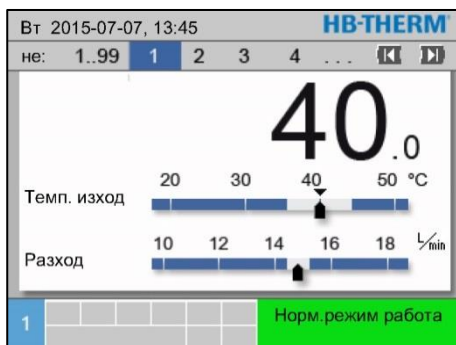 Вт 2015-07-07, 13:45 HB-THERM
не: 1..99 1 2 3 4 ...
40.0
20 30 40 50 °C
Темп. изход
10 12 14 16 18 L/min
Разход
1 Норм.режим работа